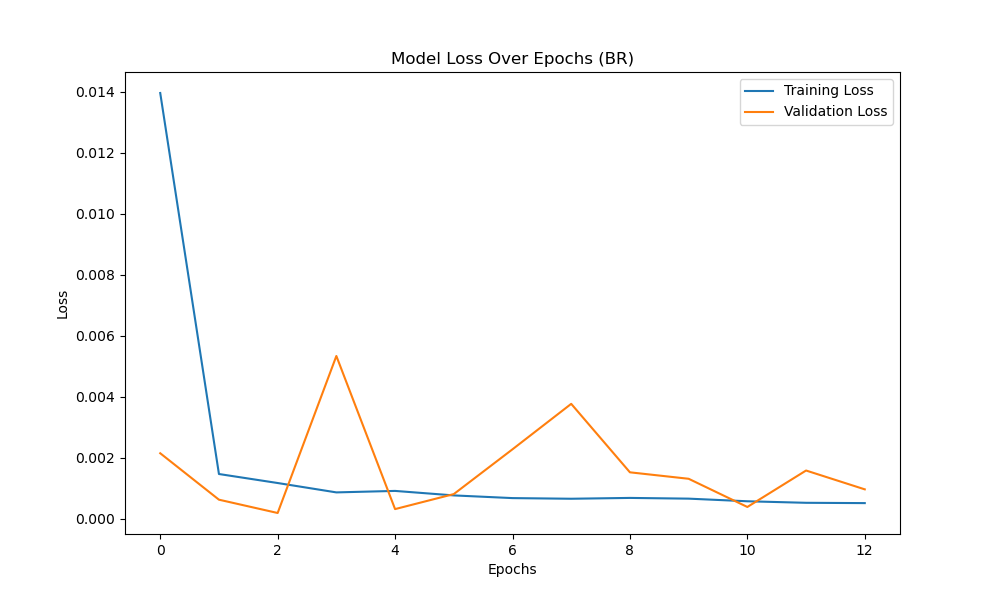 Model Loss Over Epochs (BR)
Training Loss
Validation Loss
0.014
0.012
0.010
0.008
0.006
0.004
0.002
0.000
Loss
0 2 4 6 8 10 12
Epochs